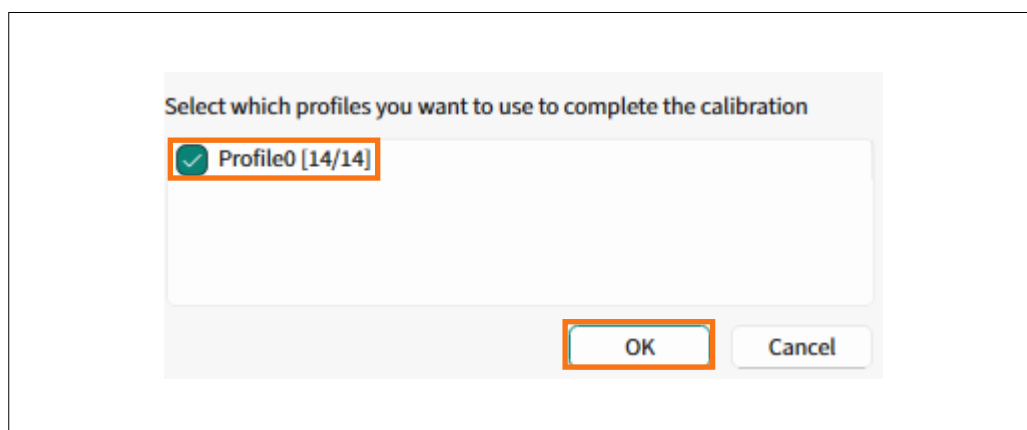 Select which profiles you want to use to complete the calibration
Profile0 [14/14]
OK Cancel